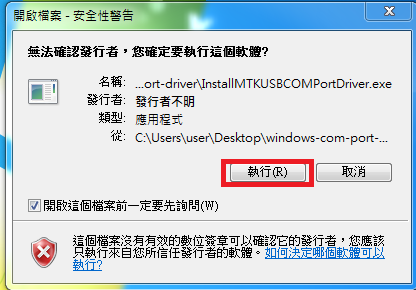 開啟檔案 - 安全性警告
無法確認發行者，您確定要執行這個軟體?
名稱: ...ort-driver\InstallMTKUSBCOMPortDriver.exe
發行者: 發行者不明
類型: 應用程式
從: C:\Users\user\Desktop\windows-com-port-...
執行(R) 取消
開啟這個檔案前一定要先詢問(W)
這個檔案沒有有效的數位簽章可以確認它的發行者，您應該
只執行來自您所信任發行者的軟體。如何決定哪個軟體可以
執行?